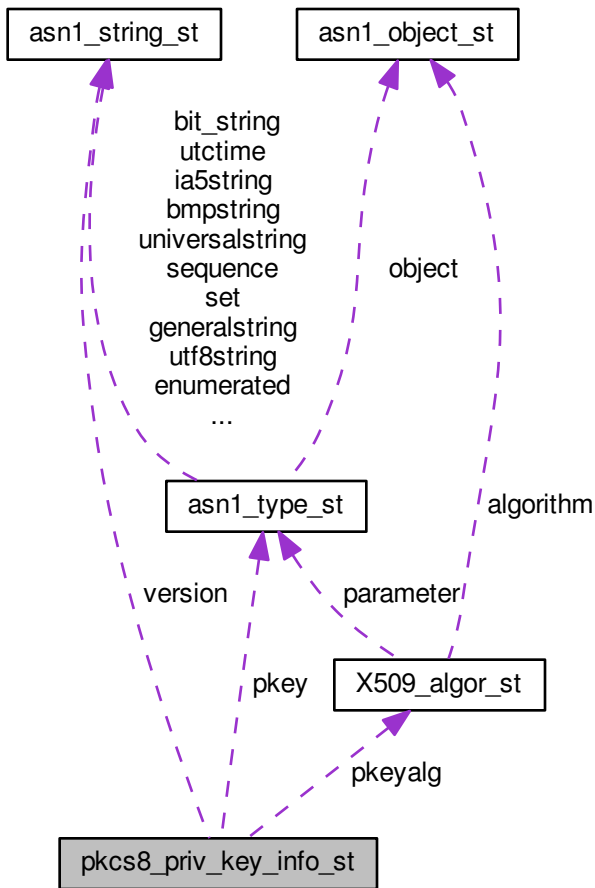 asn1_string_st
asn1_object_st
bit_string
utctime
ia5string
bmpstring
universalstring
sequence
set
generalstring
utf8string
enumerated
...
object
asn1_type_st
algorithm
version
parameter
pkey
X509_algor_st
pkeyalg
pkcs8_priv_key_info_st